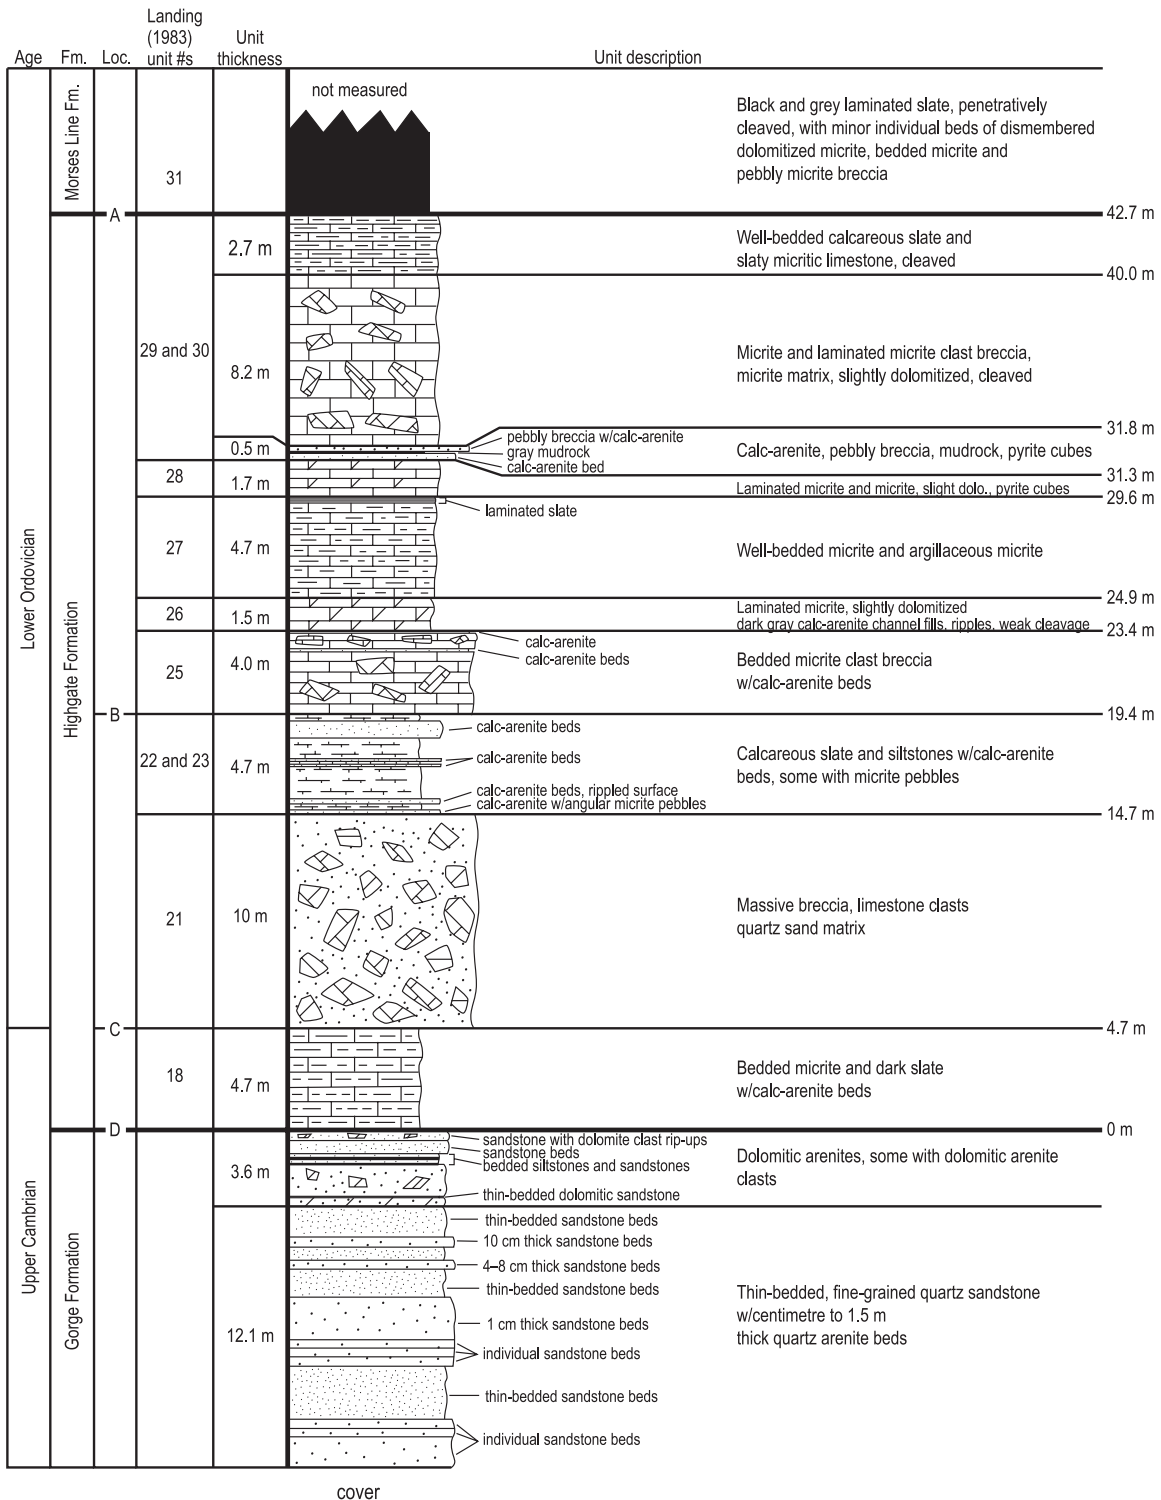 Landing
(1983)
unit #s
Unit
thickness
Age
Fm.
Loc.
Unit description
Morses Line Fm.
31
not measured
Black and grey laminated slate, penetratively
cleaved, with minor individual beds of dismembered
dolomitized micrite, bedded micrite and
pebbly micrite breccia
A
42.7 m
2.7 m
Well-bedded calcareous slate and
slaty micritic limestone, cleaved
40.0 m
29 and 30
8.2 m
Micrite and laminated micrite clast breccia,
micrite matrix, slightly dolomitized, cleaved
31.8 m
0.5 m
pebbly breccia w/calc-arenite
gray mudrock
calc-arenite bed
Calc-arenite, pebbly breccia, mudrock, pyrite cubes
31.3 m
28
1.7 m
Laminated micrite and micrite, slight dolo., pyrite cubes
29.6 m
laminated slate
27
4.7 m
Well-bedded micrite and argillaceous micrite
24.9 m
Lower Ordovician
Highgate Formation
26
1.5 m
Laminated micrite, slightly dolomitized
dark gray calc-arenite channel fills, ripples, weak cleavage
23.4 m
25
4.0 m
calc-arenite
calc-arenite beds
Bedded micrite clast breccia
w/calc-arenite beds
B
19.4 m
22 and 23
4.7 m
calc-arenite beds
calc-arenite beds
calc-arenite beds, rippled surface
calc-arenite w/angular micrite pebbles
Calcareous slate and siltstones w/calc-arenite
beds, some with micrite pebbles
14.7 m
21
10 m
Massive breccia, limestone clasts
quartz sand matrix
C
4.7 m
18
4.7 m
Bedded micrite and dark slate
w/calc-arenite beds
D
0 m
Upper Cambrian
Gorge Formation
3.6 m
sandstone with dolomite clast rip-ups
sandstone beds
bedded siltstones and sandstones
thin-bedded dolomitic sandstone
Dolomitic arenites, some with dolomitic arenite
clasts
12.1 m
thin-bedded sandstone beds
10 cm thick sandstone beds
4–8 cm thick sandstone beds
thin-bedded sandstone beds
1 cm thick sandstone beds
individual sandstone beds
thin-bedded sandstone beds
individual sandstone beds
Thin-bedded, fine-grained quartz sandstone
w/centimetre to 1.5 m
thick quartz arenite beds
cover